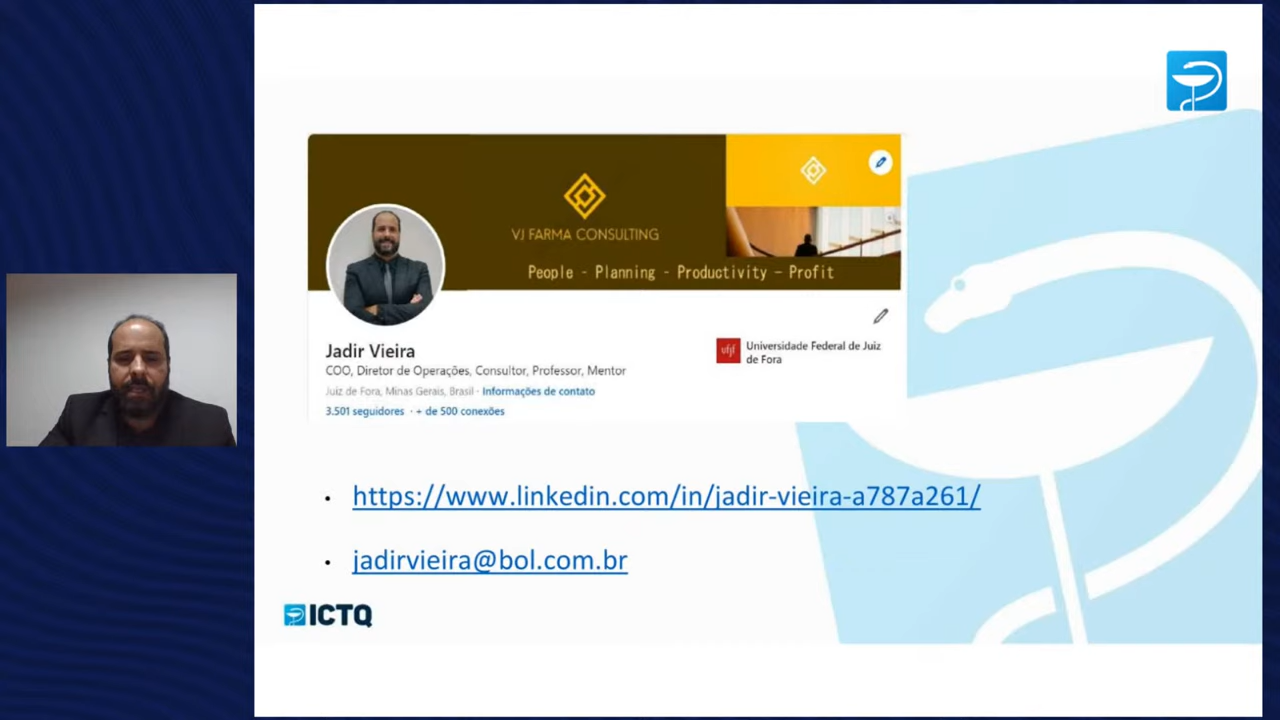 VJ FARMA CONSULTING
People - Planning - Productivity – Profit
Jadir Vieira
COO, Diretor de Operações, Consultor, Professor, Mentor
Juiz de Fora, Minas Gerais, Brasil · Informações de contato
3.501 seguidores · + de 500 conexões
ufjf
Universidade Federal de Juiz
de Fora
• https://www.linkedin.com/in/jadir-vieira-a787a261/
• jadirvieira@bol.com.br
ICTQ